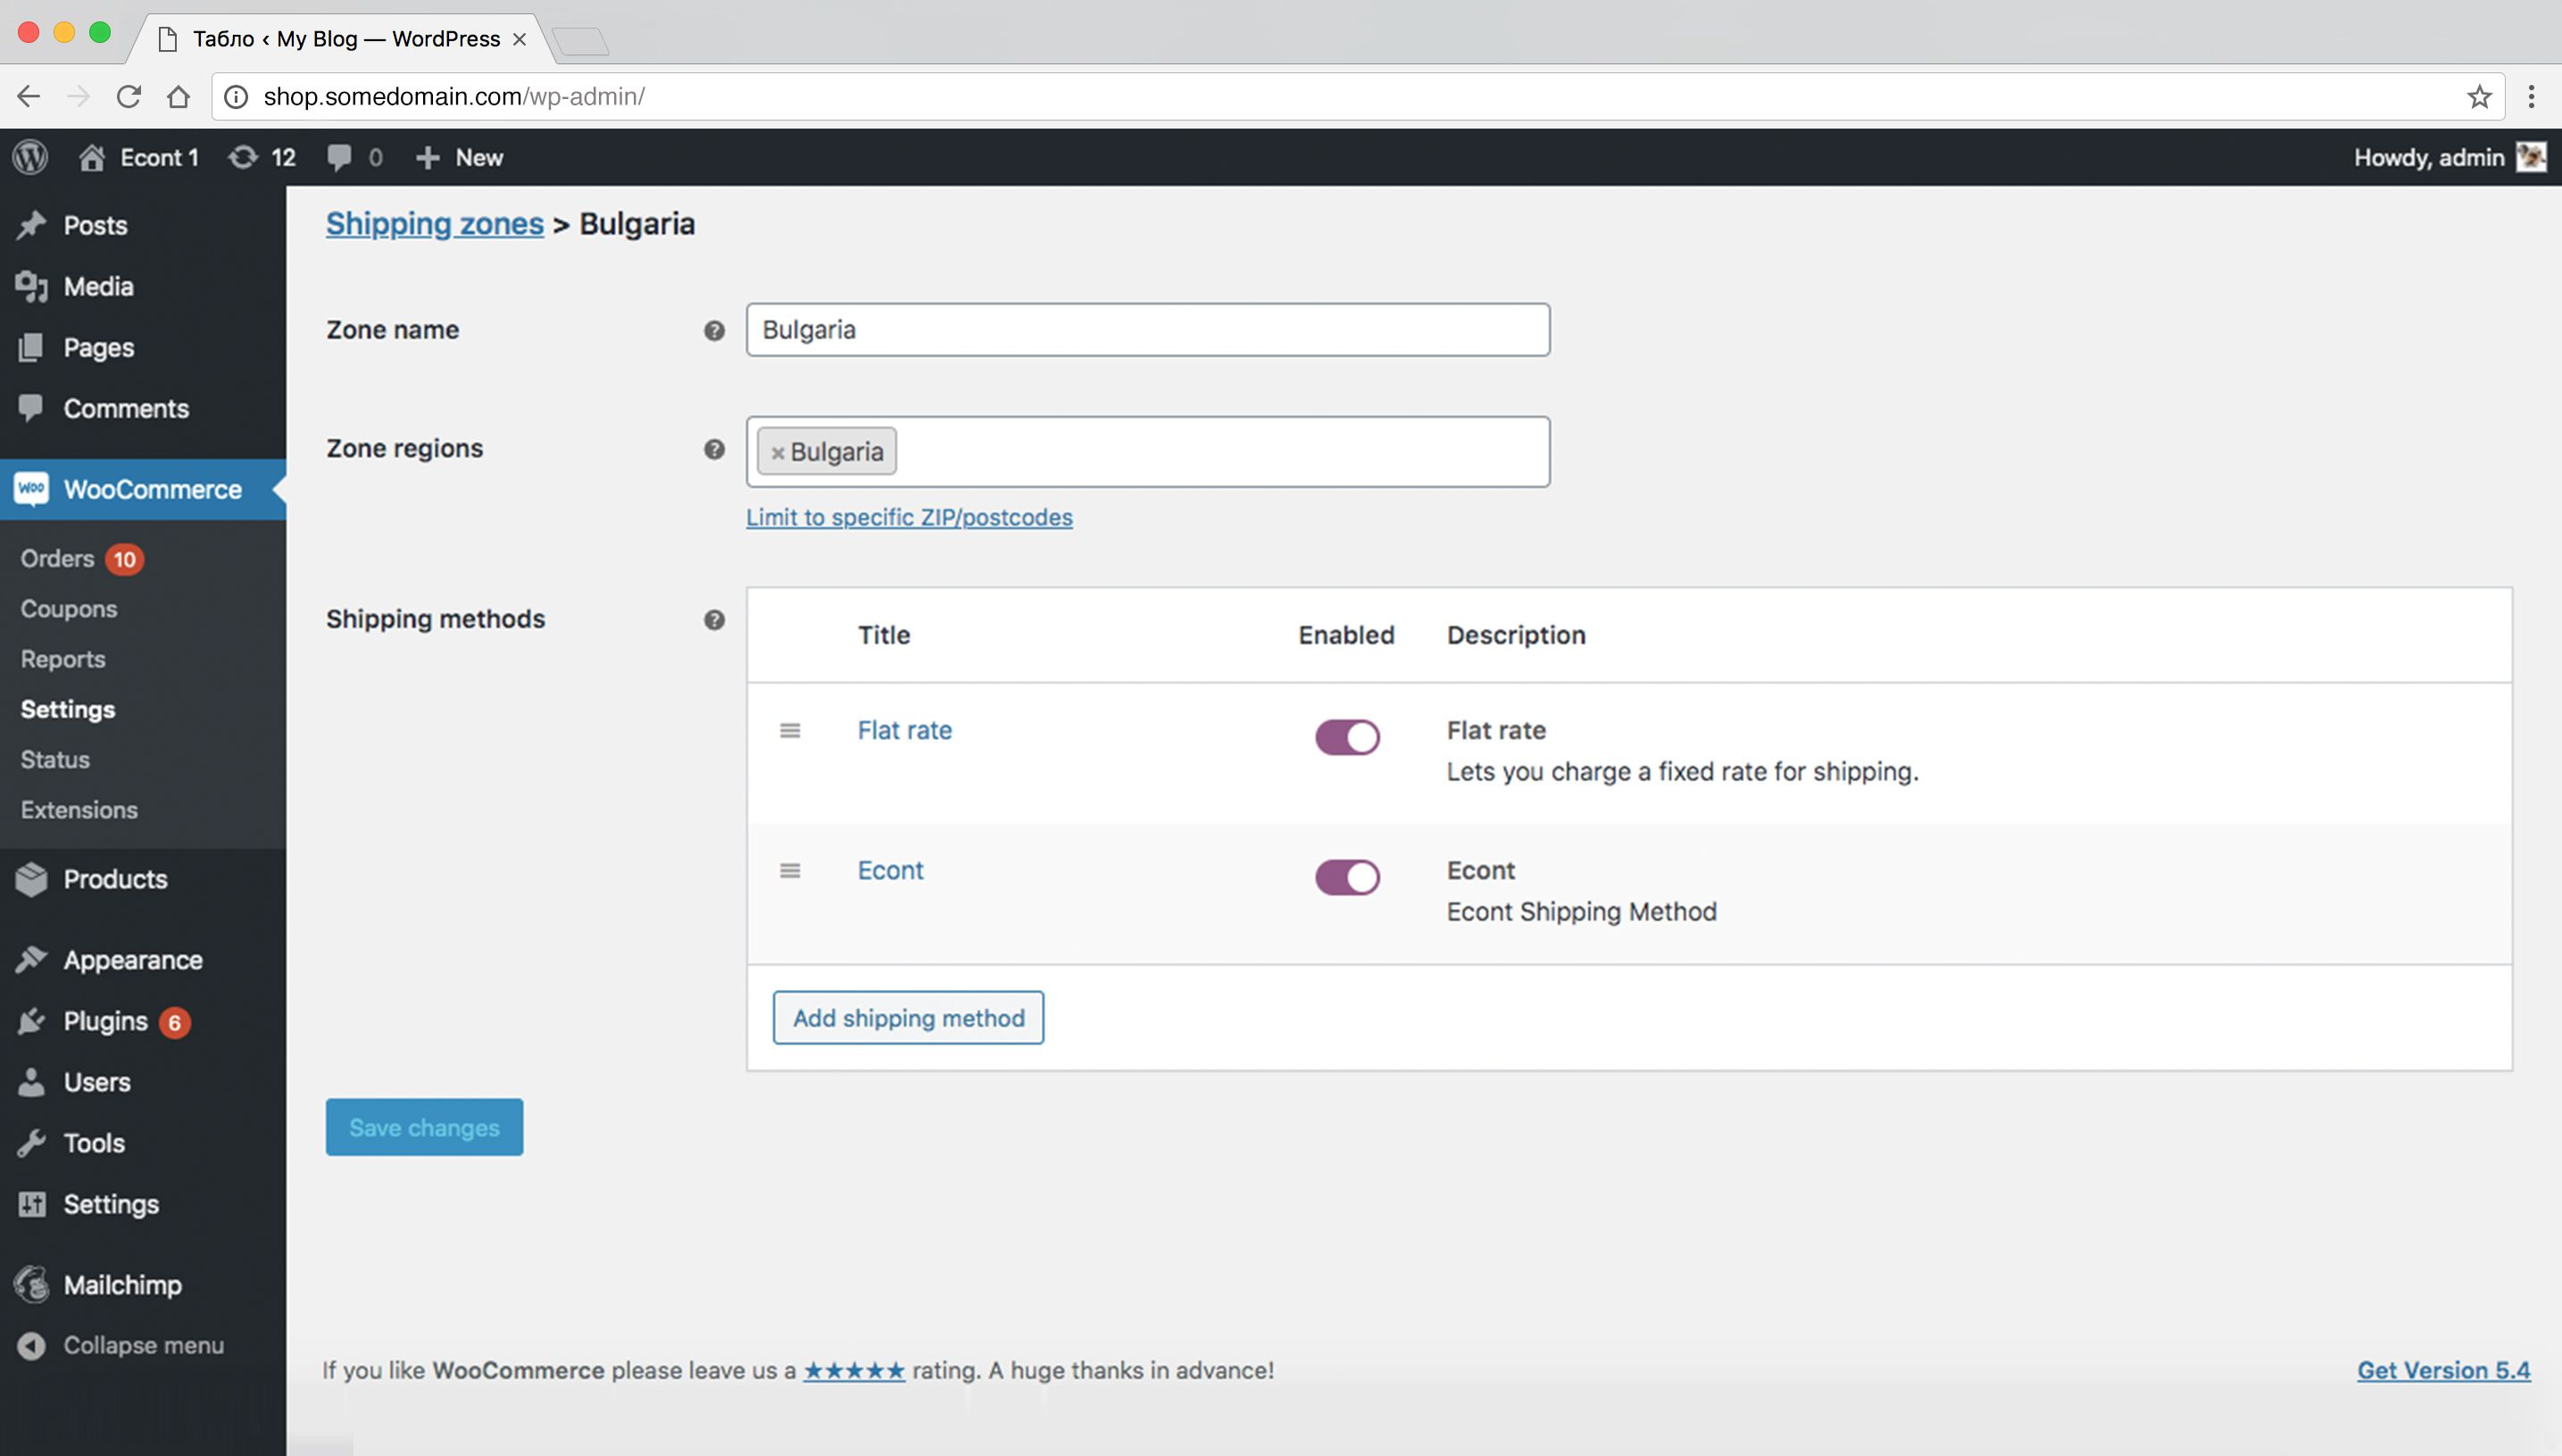 Табло ‹ My Blog — WordPress
shop.somedomain.com/wp-admin/
Econt 1 12 0 New Howdy, admin
Posts
Media
Pages
Comments
WooCommerce
Orders 10
Coupons
Reports
Settings
Status
Extensions
Products
Appearance
Plugins 6
Users
Tools
Settings
Mailchimp
Collapse menu
Shipping zones > Bulgaria
Zone name Bulgaria
Zone regions × Bulgaria
Limit to specific ZIP/postcodes
Shipping methods
Title Enabled Description
Flat rate Flat rate
Lets you charge a fixed rate for shipping.
Econt Econt
Econt Shipping Method
Add shipping method
Save changes
If you like WooCommerce please leave us a ★★★★★ rating. A huge thanks in advance!
Get Version 5.4